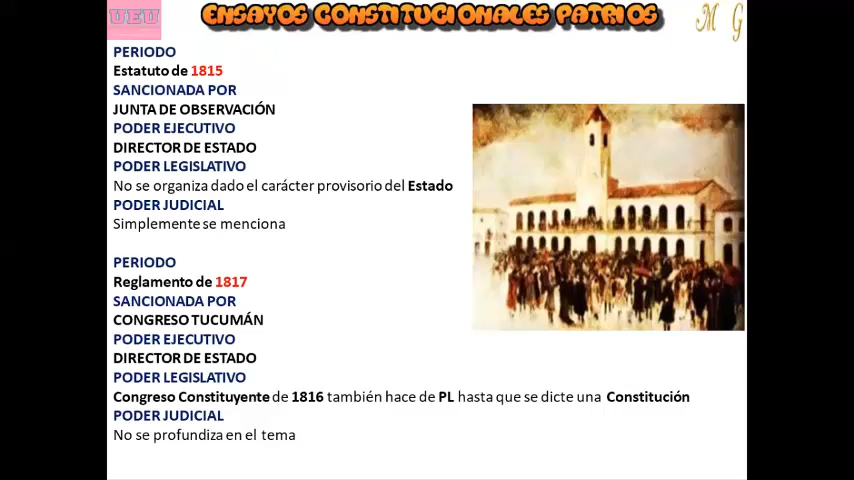 UEU
ENSAYOS CONSTITUCIONALES PATRIOS
M G
PERIODO
Estatuto de 1815
SANCIONADA POR
JUNTA DE OBSERVACIÓN
PODER EJECUTIVO
DIRECTOR DE ESTADO
PODER LEGISLATIVO
No se organiza dado el carácter provisorio del Estado
PODER JUDICIAL
Simplemente se menciona
PERIODO
Reglamento de 1817
SANCIONADA POR
CONGRESO TUCUMÁN
PODER EJECUTIVO
DIRECTOR DE ESTADO
PODER LEGISLATIVO
Congreso Constituyente de 1816 también hace de PL hasta que se dicte una Constitución
PODER JUDICIAL
No se profundiza en el tema